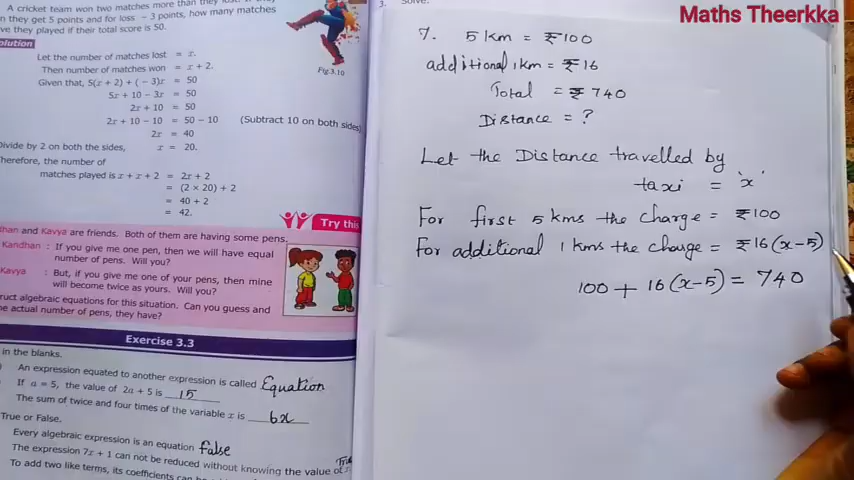 A cricket team won two matches more than they lost. If they
n they get 5 points and for loss – 3 points, how many matches
ve they played if their total score is 50.
olution
Let the number of matches lost = x.
Then number of matches won = x + 2.
Given that, 5(x + 2) + (– 3)x = 50
5x + 10 – 3x = 50
2x + 10 = 50
2x + 10 – 10 = 50 – 10 (Subtract 10 on both sides)
2x = 40
Divide by 2 on both the sides, x = 20.
Therefore, the number of
matches played is x + x + 2 = 2x + 2
= (2 × 20) + 2
= 40 + 2
= 42.
Fig.3.10
Try this
dhan and Kavya are friends. Both of them are having some pens.
Kandhan : If you give me one pen, then we will have equal
number of pens. Will you?
Kavya : But, if you give me one of your pens, then mine
will become twice as yours. Will you?
ruct algebraic equations for this situation. Can you guess and
he actual number of pens, they have?
Exercise 3.3
in the blanks.
An expression equated to another expression is called Equation
If a = 5, the value of 2a + 5 is 15
The sum of twice and four times of the variable x is 6x
True or False.
Every algebraic expression is an equation false
The expression 7x + 1 can not be reduced without knowing the value of x True
To add two like terms, its coefficients can be
3. Solve:
Maths Theerkka
7. 5 km = ₹100
additional 1 km = ₹16
Total = ₹740
Distance = ?
Let the Distance travelled by
taxi = 'x'
For first 5 kms the charge = ₹100
For additional 1 kms the charge = ₹16(x-5)
100 + 16(x-5) = 740